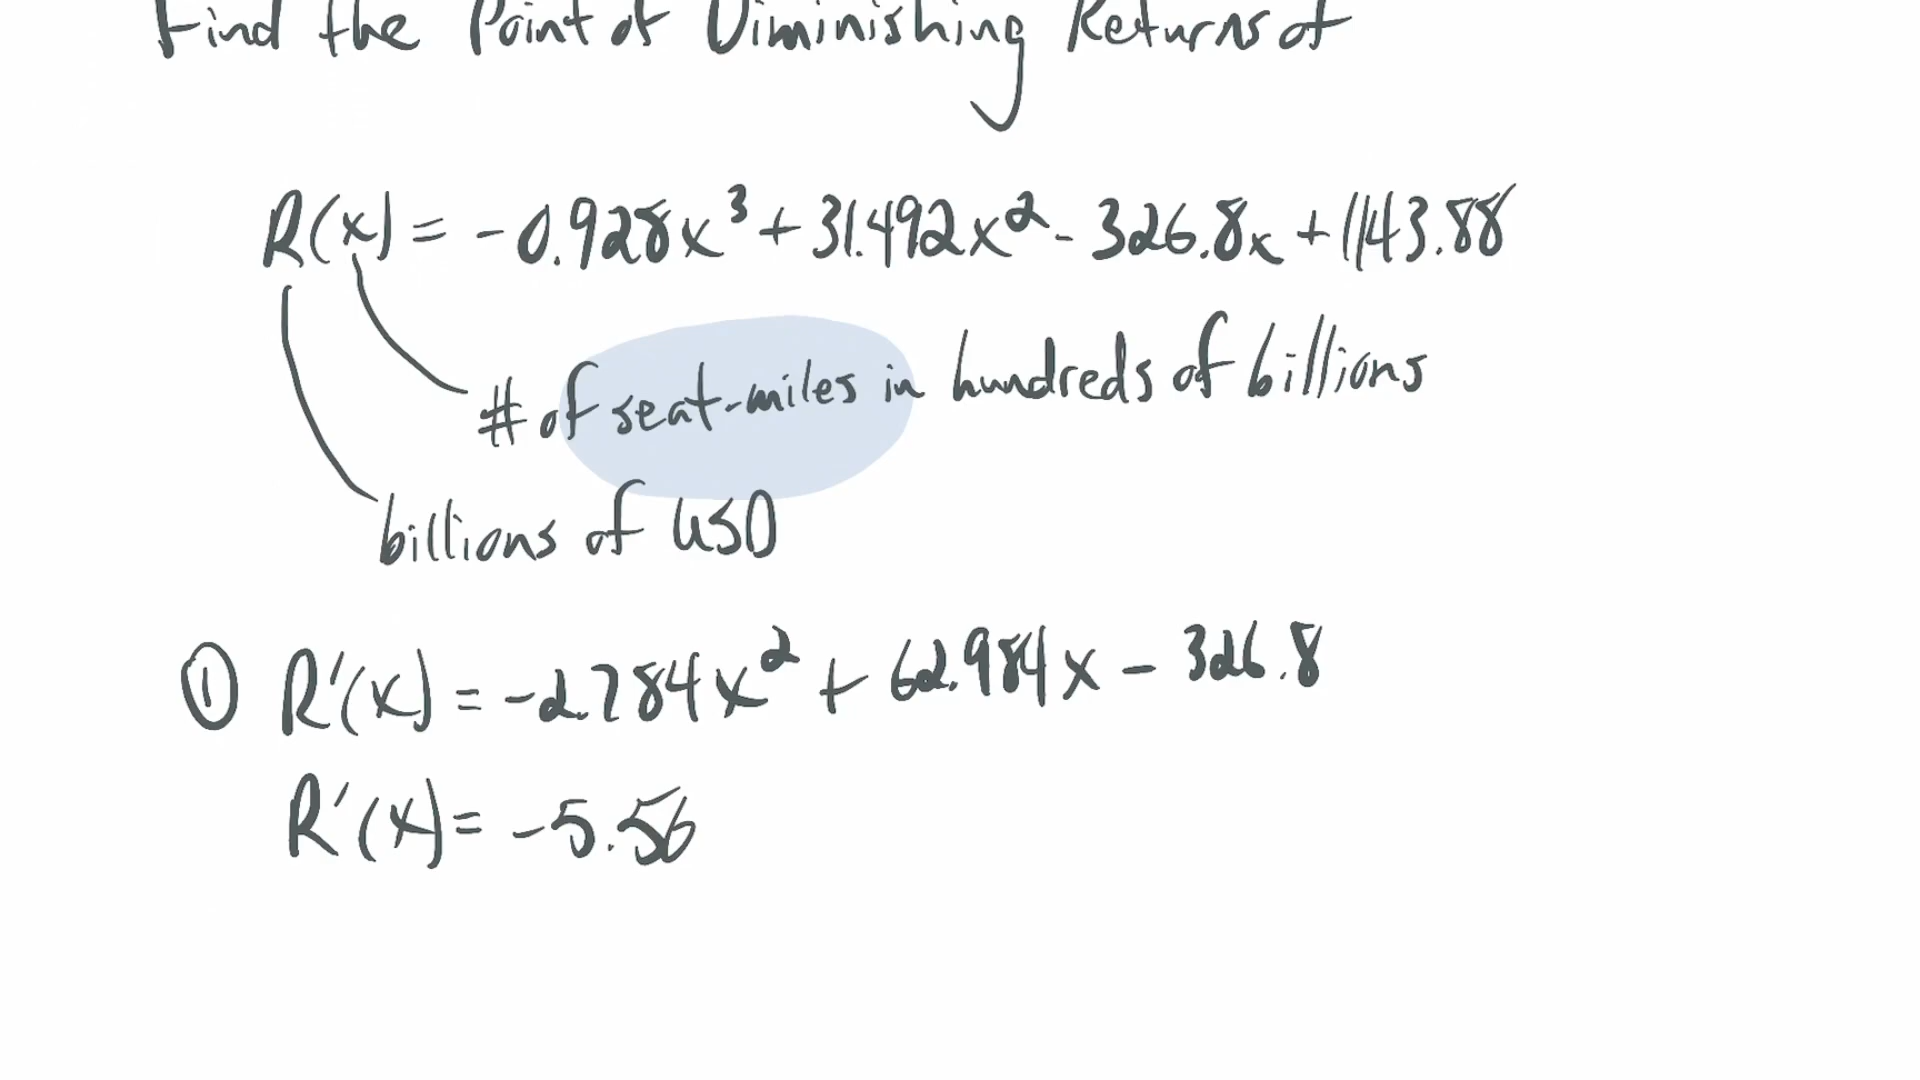 Find the Point of Diminishing Returns of
R(x) = -0.928x³ + 31.492x² - 326.8x + 1143.88
# of seat-miles in hundreds of billions
billions of USD
① R'(x) = -2.784x² + 62.984x - 326.8
R'(x) = -5.56